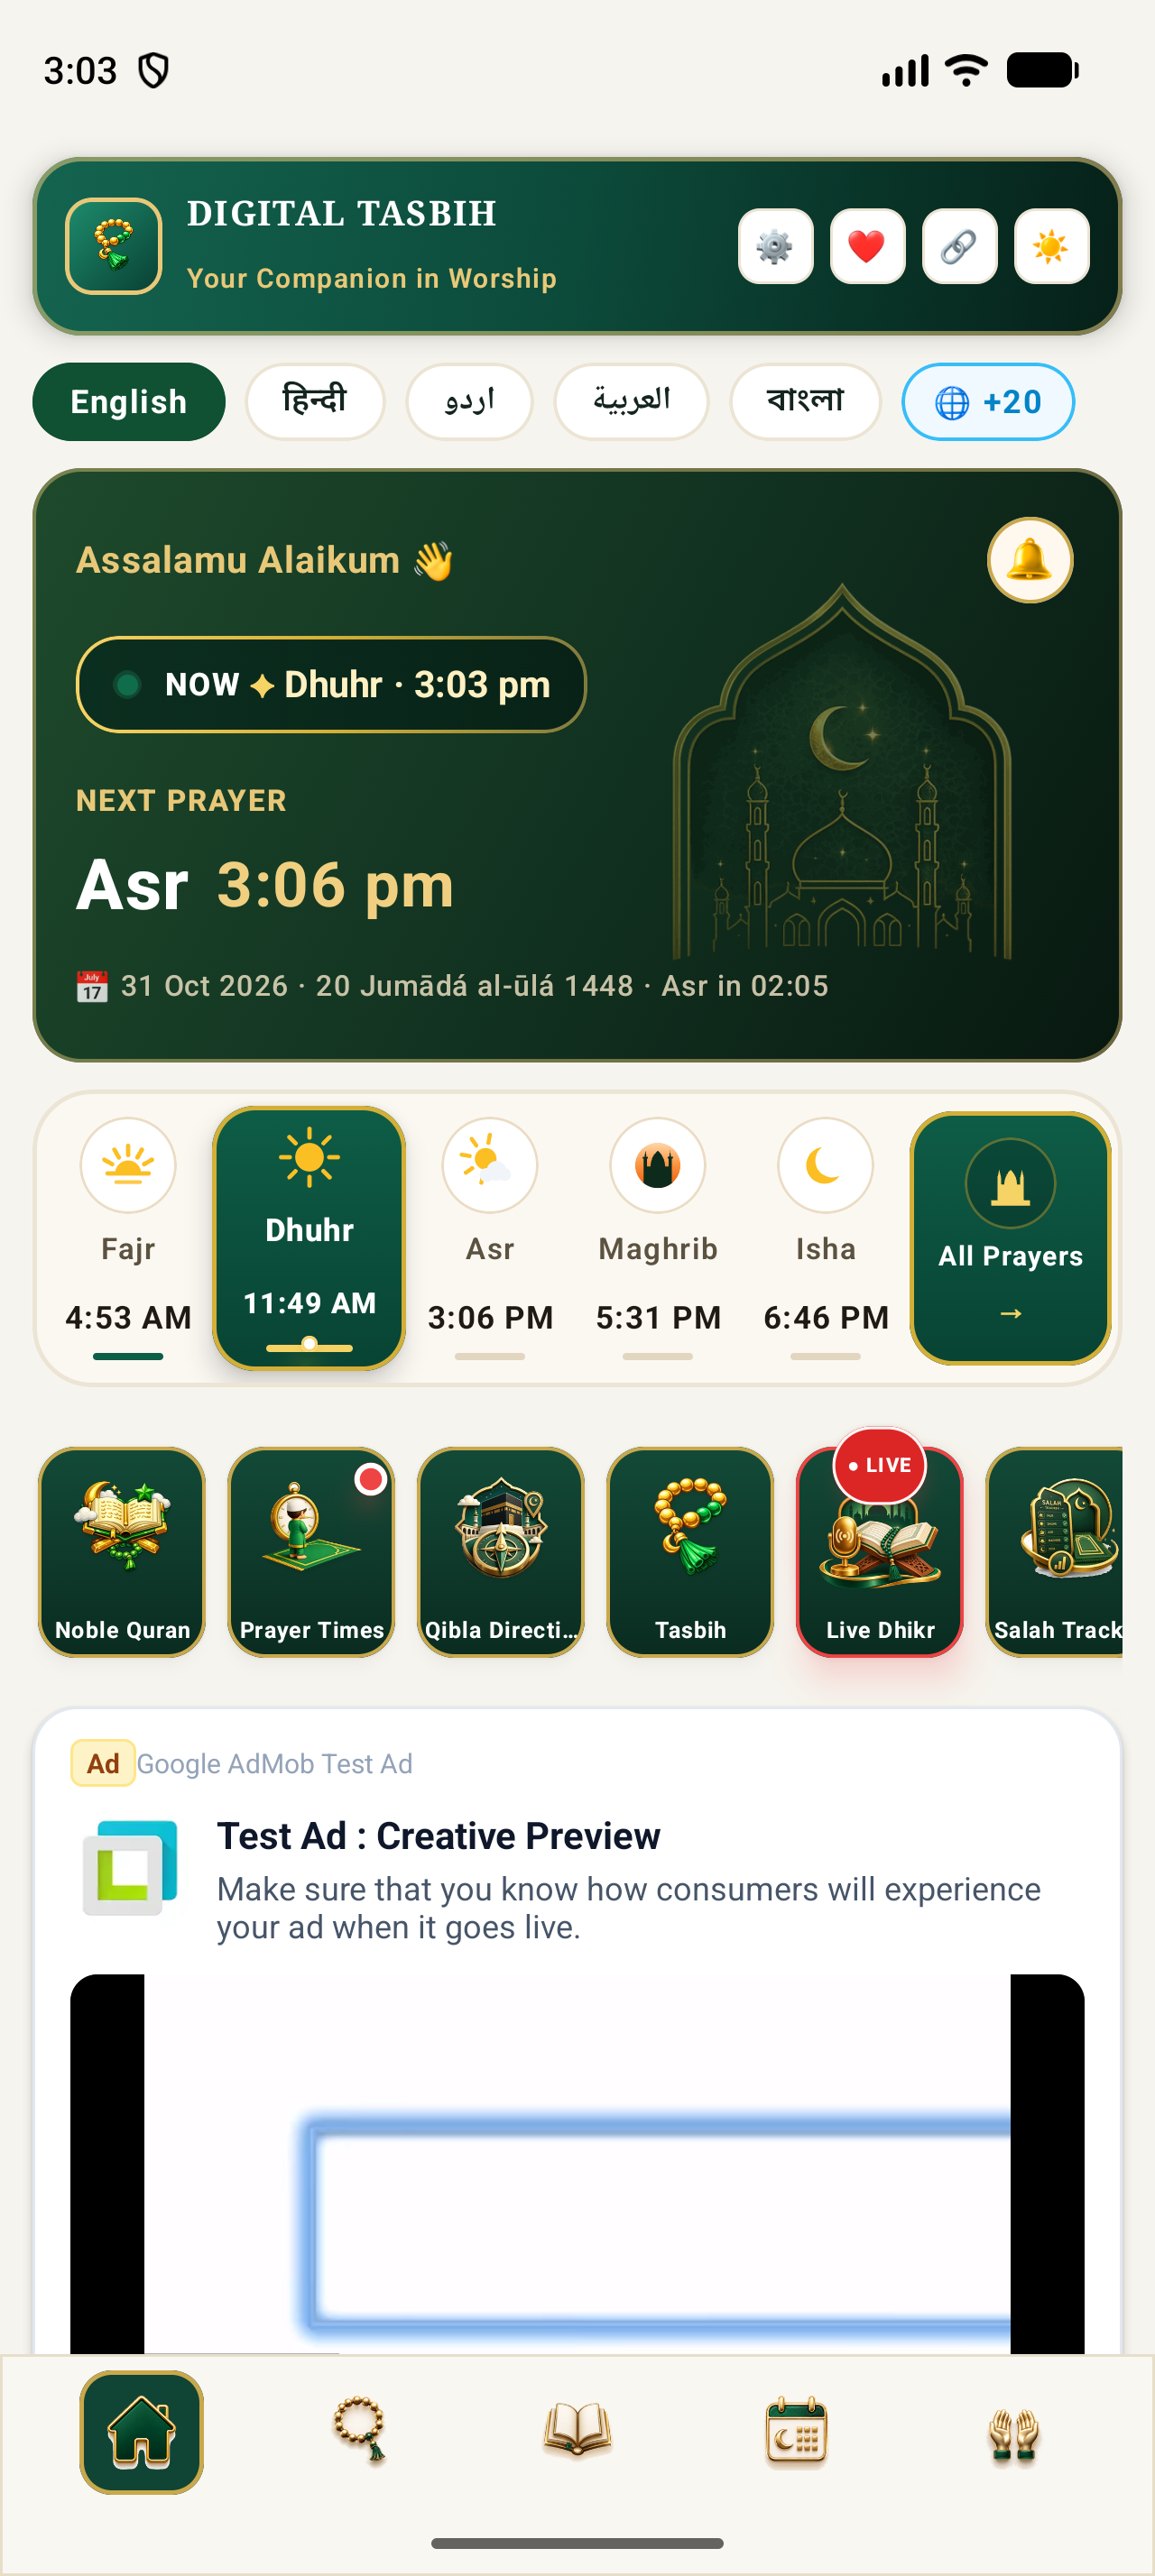 3:03
DIGITAL TASBIH
Your Companion in Worship
English
हिन्दी
اردو
العربية
বাংলা
+20
Assalamu Alaikum 👋
NOW ✦ Dhuhr · 3:03 pm
NEXT PRAYER
Asr 3:06 pm
31 Oct 2026 · 20 Jumādá al-ūlá 1448 · Asr in 02:05
Fajr
4:53 AM
Dhuhr
11:49 AM
Asr
3:06 PM
Maghrib
5:31 PM
Isha
6:46 PM
All Prayers
→
Noble Quran
Prayer Times
Qibla Directi...
Tasbih
• LIVE
Live Dhikr
Salah Track
Ad Google AdMob Test Ad
Test Ad : Creative Preview
Make sure that you know how consumers will experience
your ad when it goes live.